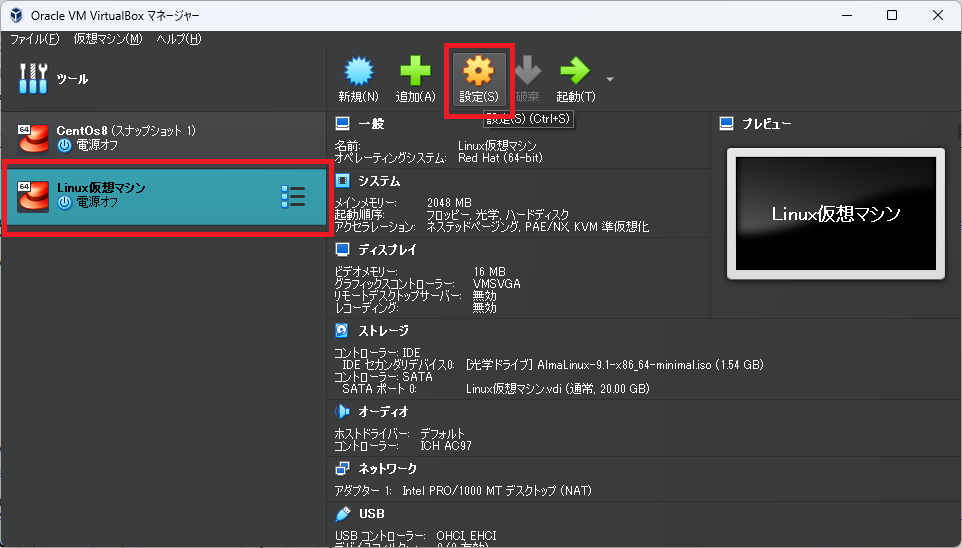 Oracle VM VirtualBox マネージャー
ファイル(F) 仮想マシン(M) ヘルプ(H)
ツール
新規(N) 追加(A) 設定(S) 破棄 起動(T)
設定(S) (Ctrl+S)
64
CentOs8 (スナップショット 1)
電源オフ
64
Linux仮想マシン
電源オフ
一般
名前: Linux仮想マシン
オペレーティングシステム: Red Hat (64-bit)
システム
メインメモリー: 2048 MB
起動順序: フロッピー, 光学, ハードディスク
アクセラレーション: ネステッドページング, PAE/NX, KVM 準仮想化
ディスプレイ
ビデオメモリー: 16 MB
グラフィックスコントローラー: VMSVGA
リモートデスクトップサーバー: 無効
レコーディング: 無効
ストレージ
コントローラー: IDE
IDE セカンダリデバイス0: [光学ドライブ] AlmaLinux-9.1-x86_64-minimal.iso (1.54 GB)
コントローラー: SATA
SATA ポート 0: Linux仮想マシン.vdi (通常, 20.00 GB)
オーディオ
ホストドライバー: デフォルト
コントローラー: ICH AC97
ネットワーク
アダプター 1: Intel PRO/1000 MT デスクトップ (NAT)
USB
USB コントローラー: OHCI, EHCI
プレビュー
Linux仮想マシン